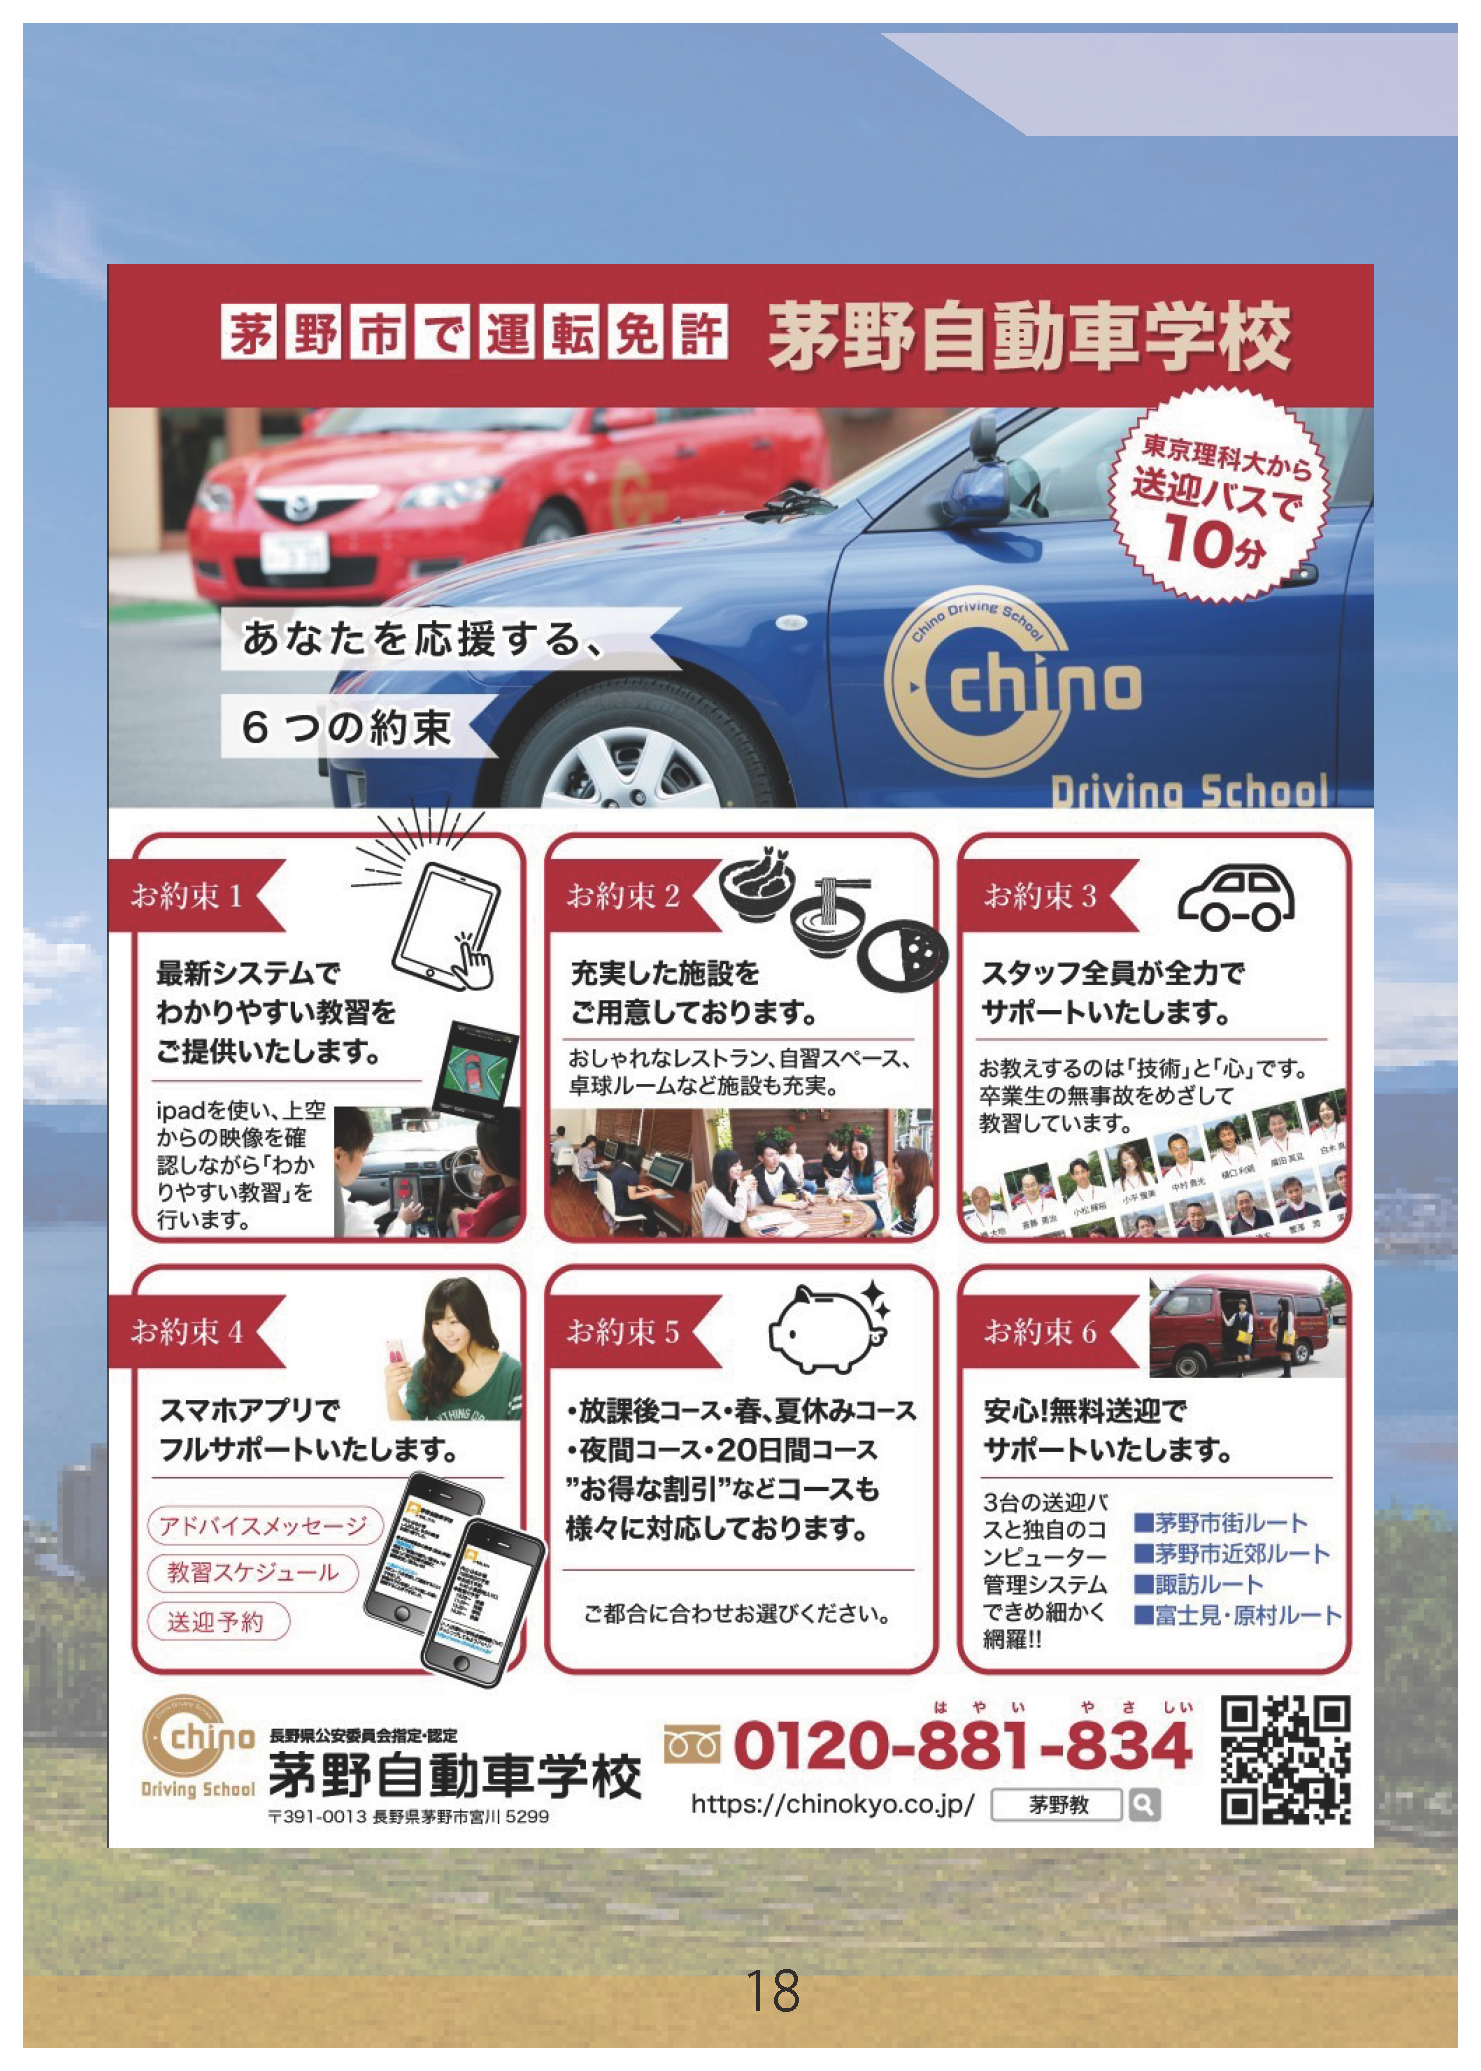 茅野市で運転免許 茅野自動車学校
東京理科大から
送迎バスで
10分
あなたを応援する、
6つの約束
Chino Driving School
chino
Driving School
お約束 1
最新システムで
わかりやすい教習を
ご提供いたします。
ipadを使い、上空
からの映像を確
認しながら「わか
りやすい教習」を
行います。
お約束 2
充実した施設を
ご用意しております。
おしゃれなレストラン、自習スペース、
卓球ルームなど施設も充実。
お約束 3
スタッフ全員が全力で
サポートいたします。
お教えするのは「技術」と「心」です。
卒業生の無事故をめざして
教習しています。
お約束 4
スマホアプリで
フルサポートいたします。
アドバイスメッセージ
教習スケジュール
送迎予約
お約束 5
・放課後コース・春、夏休みコース
・夜間コース・20日間コース
”お得な割引”などコースも
様々に対応しております。
ご都合に合わせお選びください。
お約束 6
安心!無料送迎で
サポートいたします。
3台の送迎バ
スと独自のコ
ンピューター
管理システム
できめ細かく
網羅!!
■茅野市街ルート
■茅野市近郊ルート
■諏訪ルート
■富士見・原村ルート
chino
Driving School
長野県公安委員会指定・認定
茅野自動車学校
〒391-0013 長野県茅野市宮川 5299
は や い や さ しい
0120-881-834
https://chinokyo.co.jp/ 茅野教
18